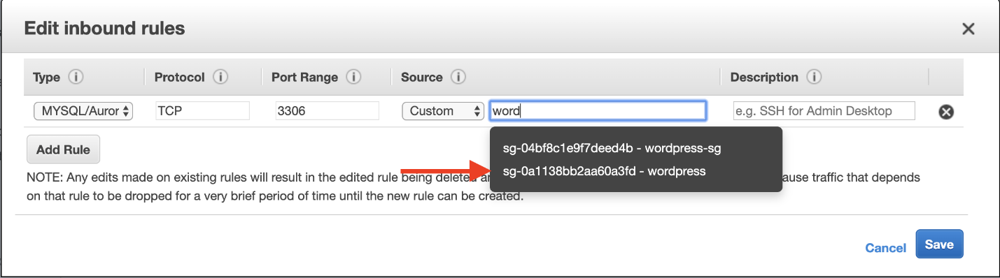 Edit inbound rules
Type Protocol Port Range Source Description
MYSQL/Auror TCP 3306 Custom word e.g. SSH for Admin Desktop
Add Rule
sg-04bf8c1e9f7deed4b - wordpress-sg
sg-0a1138bb2aa60a3fd - wordpress
NOTE: Any edits made on existing rules will result in the edited rule being deleted ause traffic that depends
on that rule to be dropped for a very brief period of time until the new rule can be created.
Cancel Save